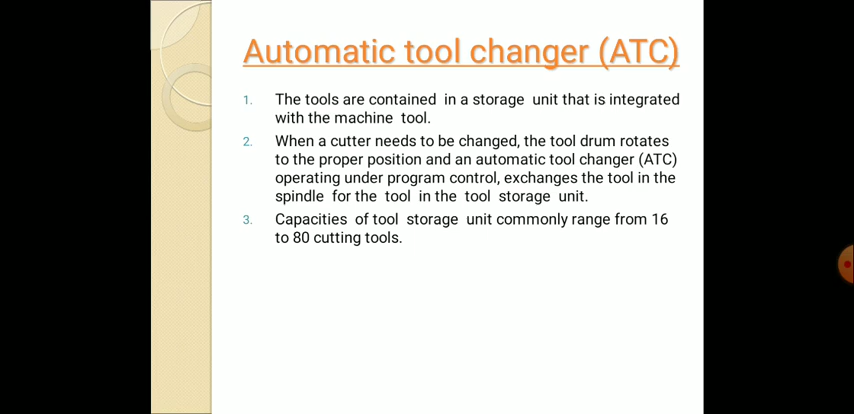 Automatic tool changer (ATC)
1. The tools are contained in a storage unit that is integrated
with the machine tool.
2. When a cutter needs to be changed, the tool drum rotates
to the proper position and an automatic tool changer (ATC)
operating under program control, exchanges the tool in the
spindle for the tool in the tool storage unit.
3. Capacities of tool storage unit commonly range from 16
to 80 cutting tools.